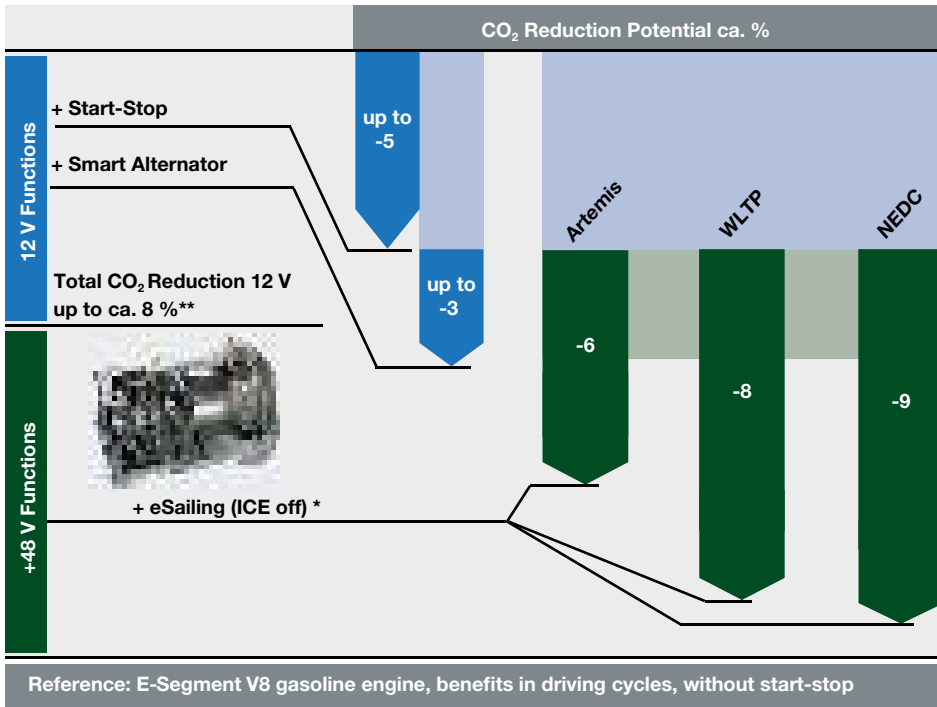 CO₂ Reduction Potential ca. %
12 V Functions
+ Start-Stop
+ Smart Alternator
Total CO₂ Reduction 12 V
up to ca. 8 %**
up to
-5
up to
-3
Artemis
WLTP
NEDC
-6
-8
-9
+48 V Functions
+ eSailing (ICE off) *
Reference: E-Segment V8 gasoline engine, benefits in driving cycles, without start-stop